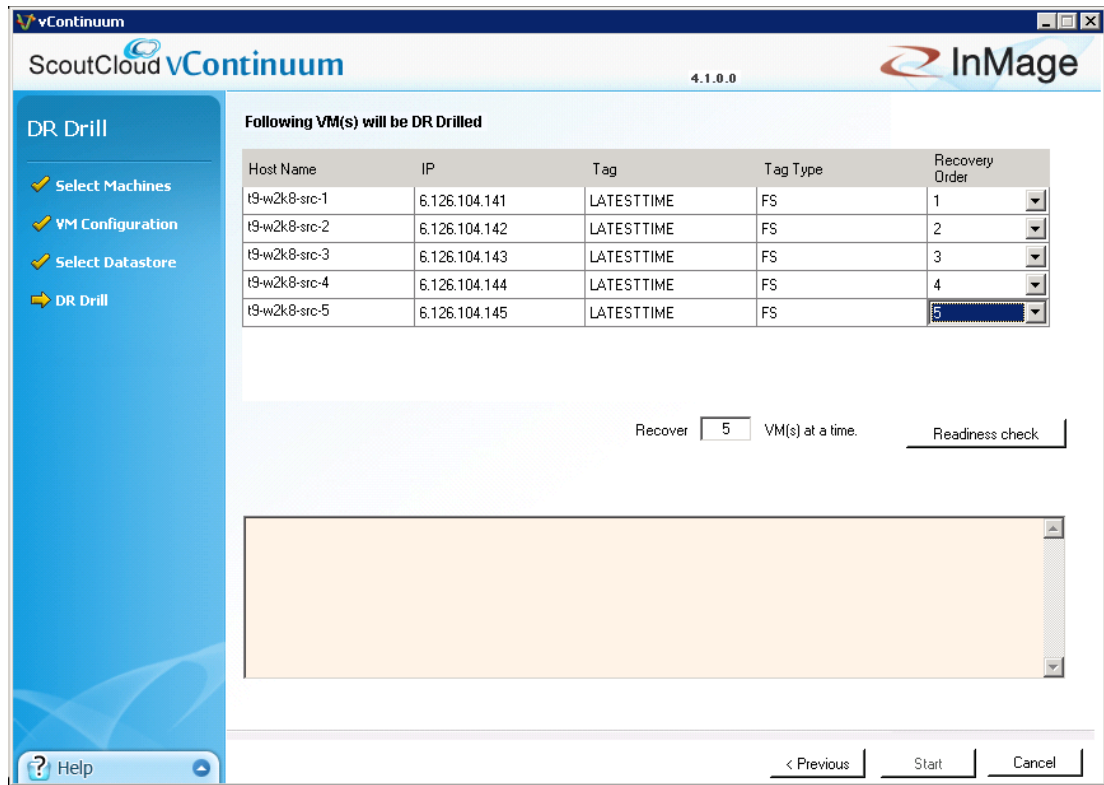 vContinuum
ScoutCloud vContinuum
4.1.0.0
InMage
DR Drill
Select Machines
VM Configuration
Select Datastore
DR Drill
Following VM(s) will be DR Drilled
Host Name IP Tag Tag Type Recovery Order
t9-w2k8-src-1 6.126.104.141 LATESTTIME FS 1
t9-w2k8-src-2 6.126.104.142 LATESTTIME FS 2
t9-w2k8-src-3 6.126.104.143 LATESTTIME FS 3
t9-w2k8-src-4 6.126.104.144 LATESTTIME FS 4
t9-w2k8-src-5 6.126.104.145 LATESTTIME FS 5
Recover 5 VM(s) at a time. Readiness check
? Help
< Previous Start Cancel